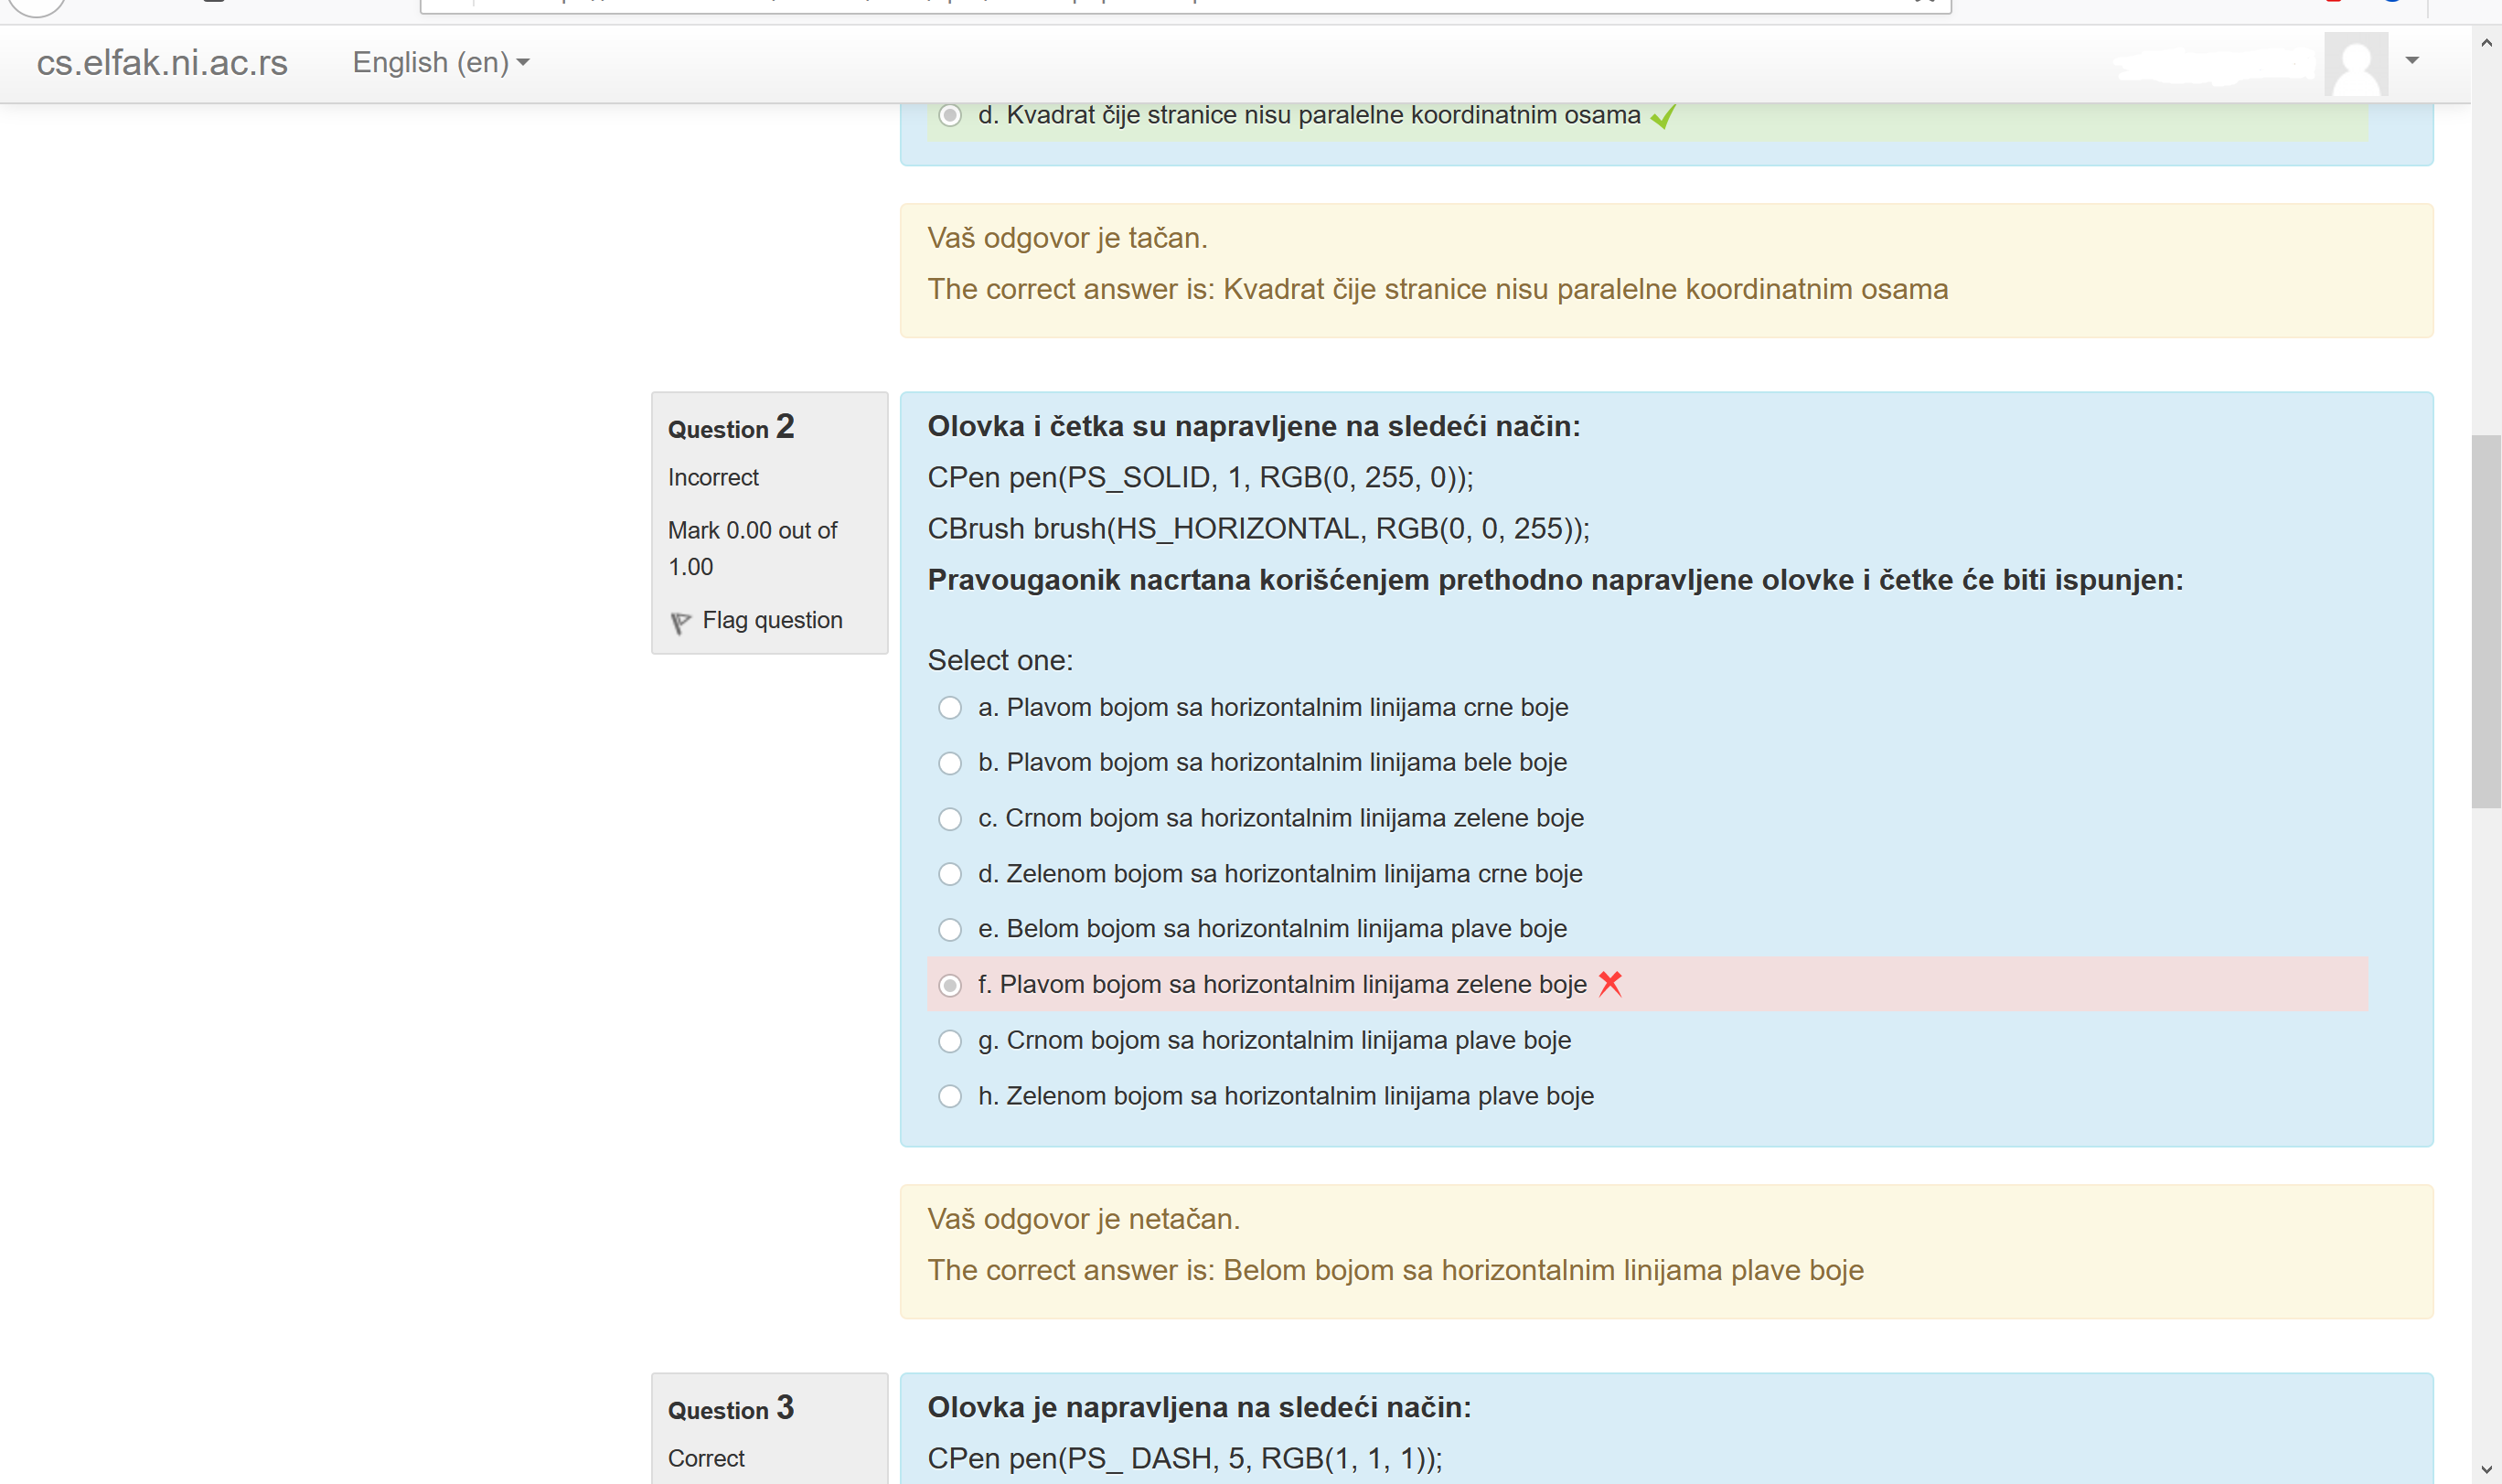 cs.elfak.ni.ac.rs English (en)
d. Kvadrat čije stranice nisu paralelne koordinatnim osama
Vaš odgovor je tačan.
The correct answer is: Kvadrat čije stranice nisu paralelne koordinatnim osama
Question 2
Incorrect
Mark 0.00 out of
1.00
Flag question
Olovka i četka su napravljene na sledeći način:
CPen pen(PS_SOLID, 1, RGB(0, 255, 0));
CBrush brush(HS_HORIZONTAL, RGB(0, 0, 255));
Pravougaonik nacrtana korišćenjem prethodno napravljene olovke i četke će biti ispunjen:
Select one:
a. Plavom bojom sa horizontalnim linijama crne boje
b. Plavom bojom sa horizontalnim linijama bele boje
c. Crnom bojom sa horizontalnim linijama zelene boje
d. Zelenom bojom sa horizontalnim linijama crne boje
e. Belom bojom sa horizontalnim linijama plave boje
f. Plavom bojom sa horizontalnim linijama zelene boje
g. Crnom bojom sa horizontalnim linijama plave boje
h. Zelenom bojom sa horizontalnim linijama plave boje
Vaš odgovor je netačan.
The correct answer is: Belom bojom sa horizontalnim linijama plave boje
Question 3
Correct
Olovka je napravljena na sledeći način:
CPen pen(PS_ DASH, 5, RGB(1, 1, 1));